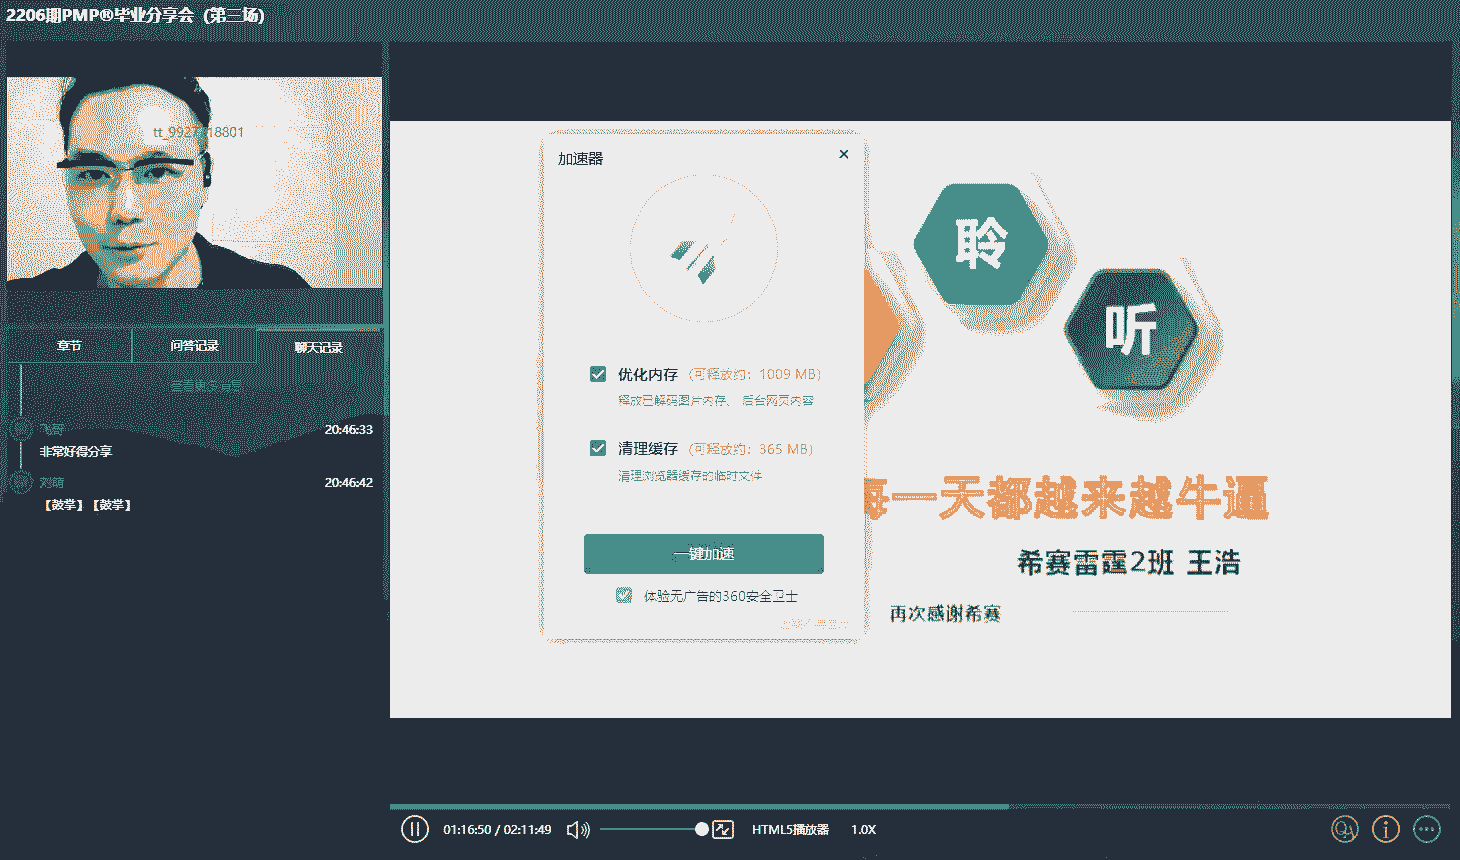 2206期PMP®毕业分享会（第三场）
章节
问答记录
聊天记录
查看更多消息
飞哥
20:46:33
非常好得分享
刘萌
20:46:42
【鼓掌】【鼓掌】
加速器
优化内存（可释放约：1009 MB）
释放已解码图片内存、后台网页内容
清理缓存（可释放约：365 MB）
清理浏览器缓存的临时文件
一键加速
体验无广告的360安全卫士
聆
听
每一天都越来越牛逼
希赛雷霆2班 王浩
再次感谢希赛
01:16:50 / 02:11:49
HTML5播放器
1.0X
QA